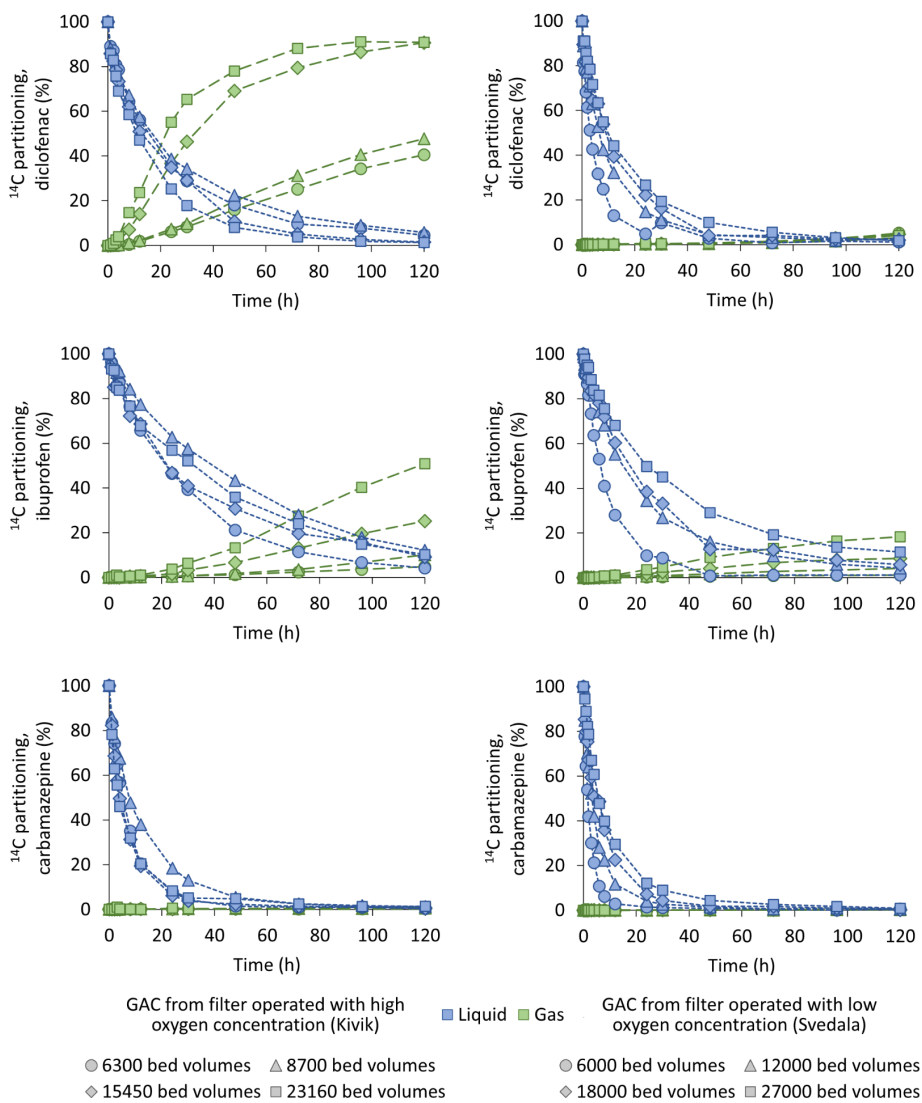 100
80
60
40
20
0
¹⁴C partitioning,
diclofenac (%)
0 20 40 60 80 100 120
Time (h)
100
80
60
40
20
0
¹⁴C partitioning,
diclofenac (%)
0 20 40 60 80 100 120
Time (h)
100
80
60
40
20
0
¹⁴C partitioning,
ibuprofen (%)
0 20 40 60 80 100 120
Time (h)
100
80
60
40
20
0
¹⁴C partitioning,
ibuprofen (%)
0 20 40 60 80 100 120
Time (h)
100
80
60
40
20
0
¹⁴C partitioning,
carbamazepine (%)
0 20 40 60 80 100 120
Time (h)
100
80
60
40
20
0
¹⁴C partitioning,
carbamazepine (%)
0 20 40 60 80 100 120
Time (h)
GAC from filter operated with high
oxygen concentration (Kivik)
Liquid Gas
GAC from filter operated with low
oxygen concentration (Svedala)
6300 bed volumes 8700 bed volumes
15450 bed volumes 23160 bed volumes
6000 bed volumes 12000 bed volumes
18000 bed volumes 27000 bed volumes